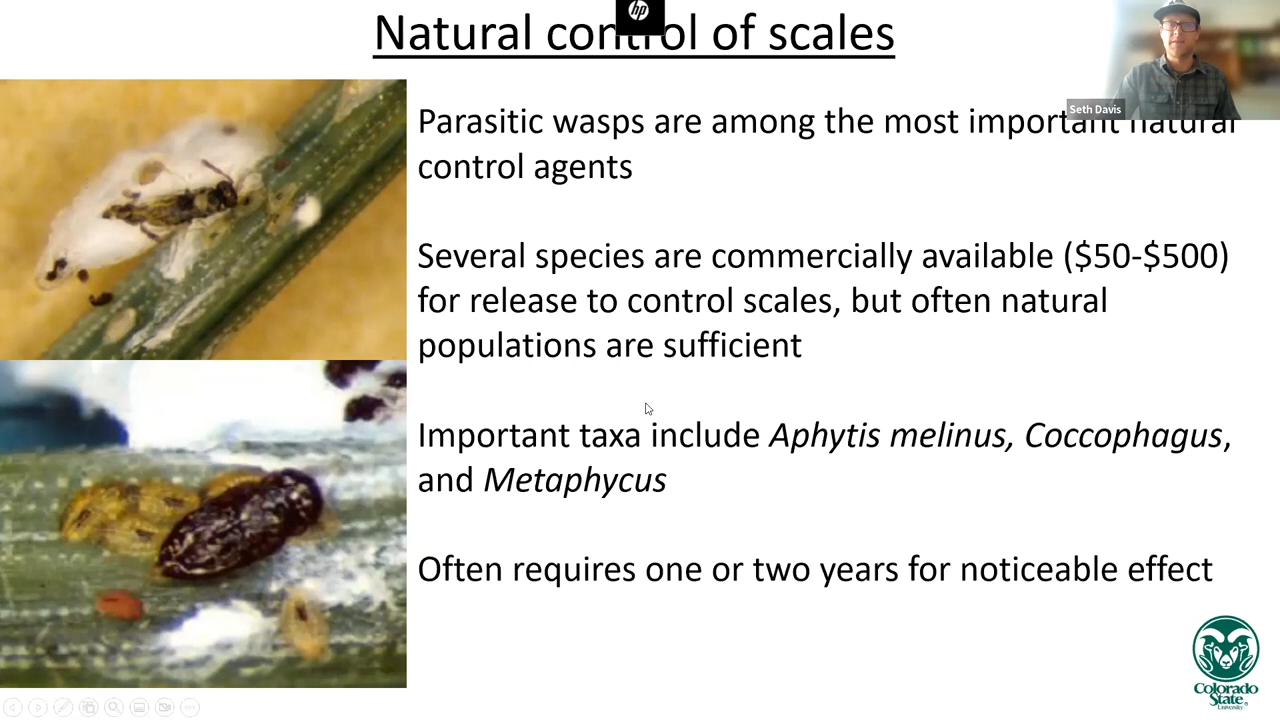 Natural control of scales
hp
Seth Davis
Parasitic wasps are among the most important natural
control agents
Several species are commercially available ($50-$500)
for release to control scales, but often natural
populations are sufficient
Important taxa include Aphytis melinus, Coccophagus,
and Metaphycus
Often requires one or two years for noticeable effect
Colorado
State
University